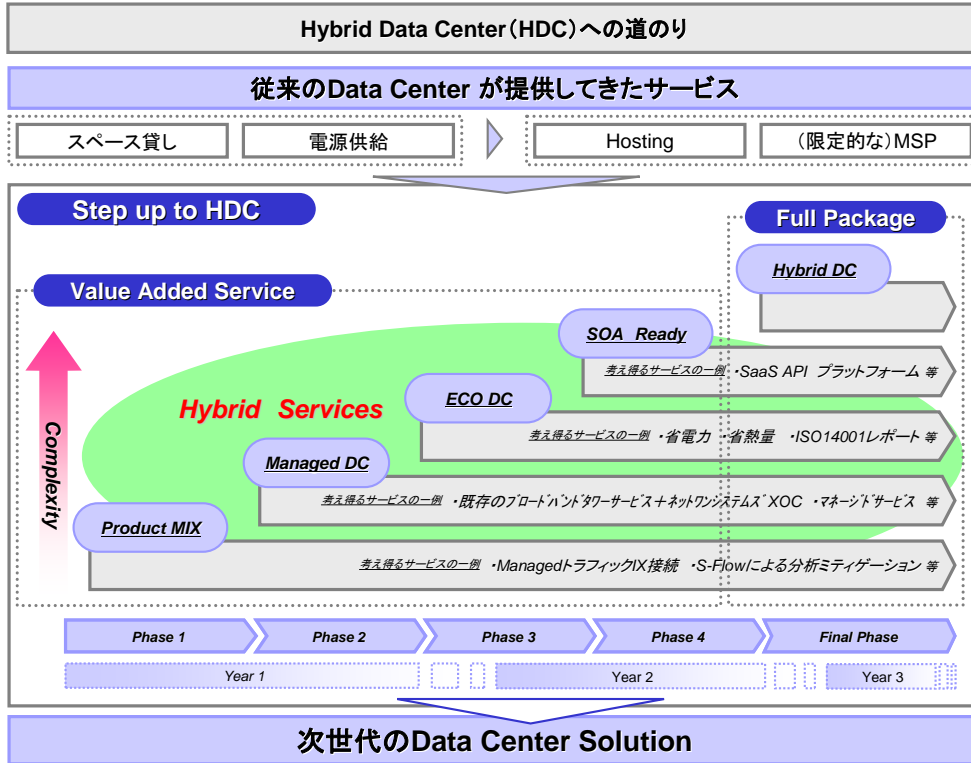 Hybrid Data Center(HDC)への道のり
従来のData Center が提供してきたサービス
スペース貸し
電源供給
Hosting
(限定的な)MSP
Step up to HDC
Full Package
Hybrid DC
Value Added Service
SOA Ready
考え得るサービスの一例 ・SaaS API プラットフォーム 等
ECO DC
Hybrid Services
考え得るサービスの一例 ・省電力 ・省熱量 ・ISO14001レポート 等
Complexity
Managed DC
考え得るサービスの一例 ・既存のブロードバンドタワーサービス+ネットワンシステムズ XOC ・マネージドサービス 等
Product MIX
考え得るサービスの一例 ・ManagedトラフィックIX接続 ・S-Flowによる分析ミティゲーション 等
Phase 1
Phase 2
Phase 3
Phase 4
Final Phase
Year 1
Year 2
Year 3
次世代のData Center Solution